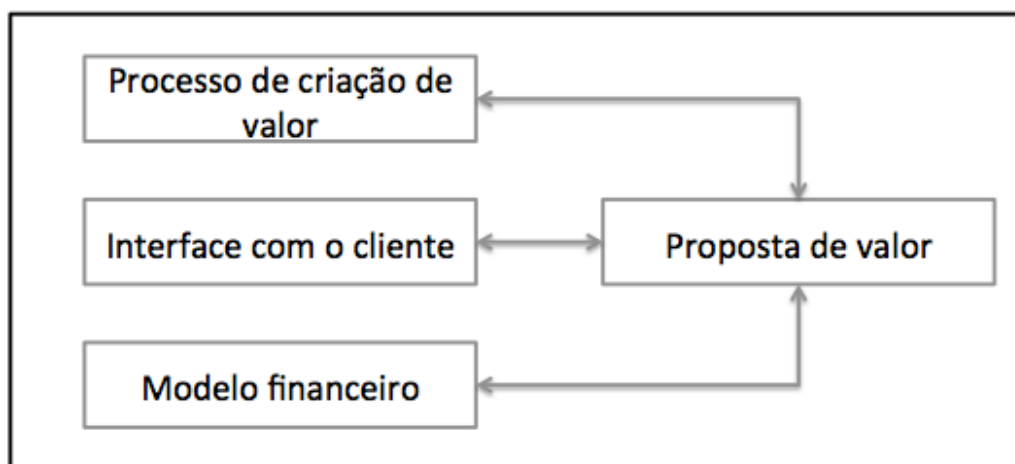 Processo de criação de
valor
Interface com o cliente
Proposta de valor
Modelo financeiro